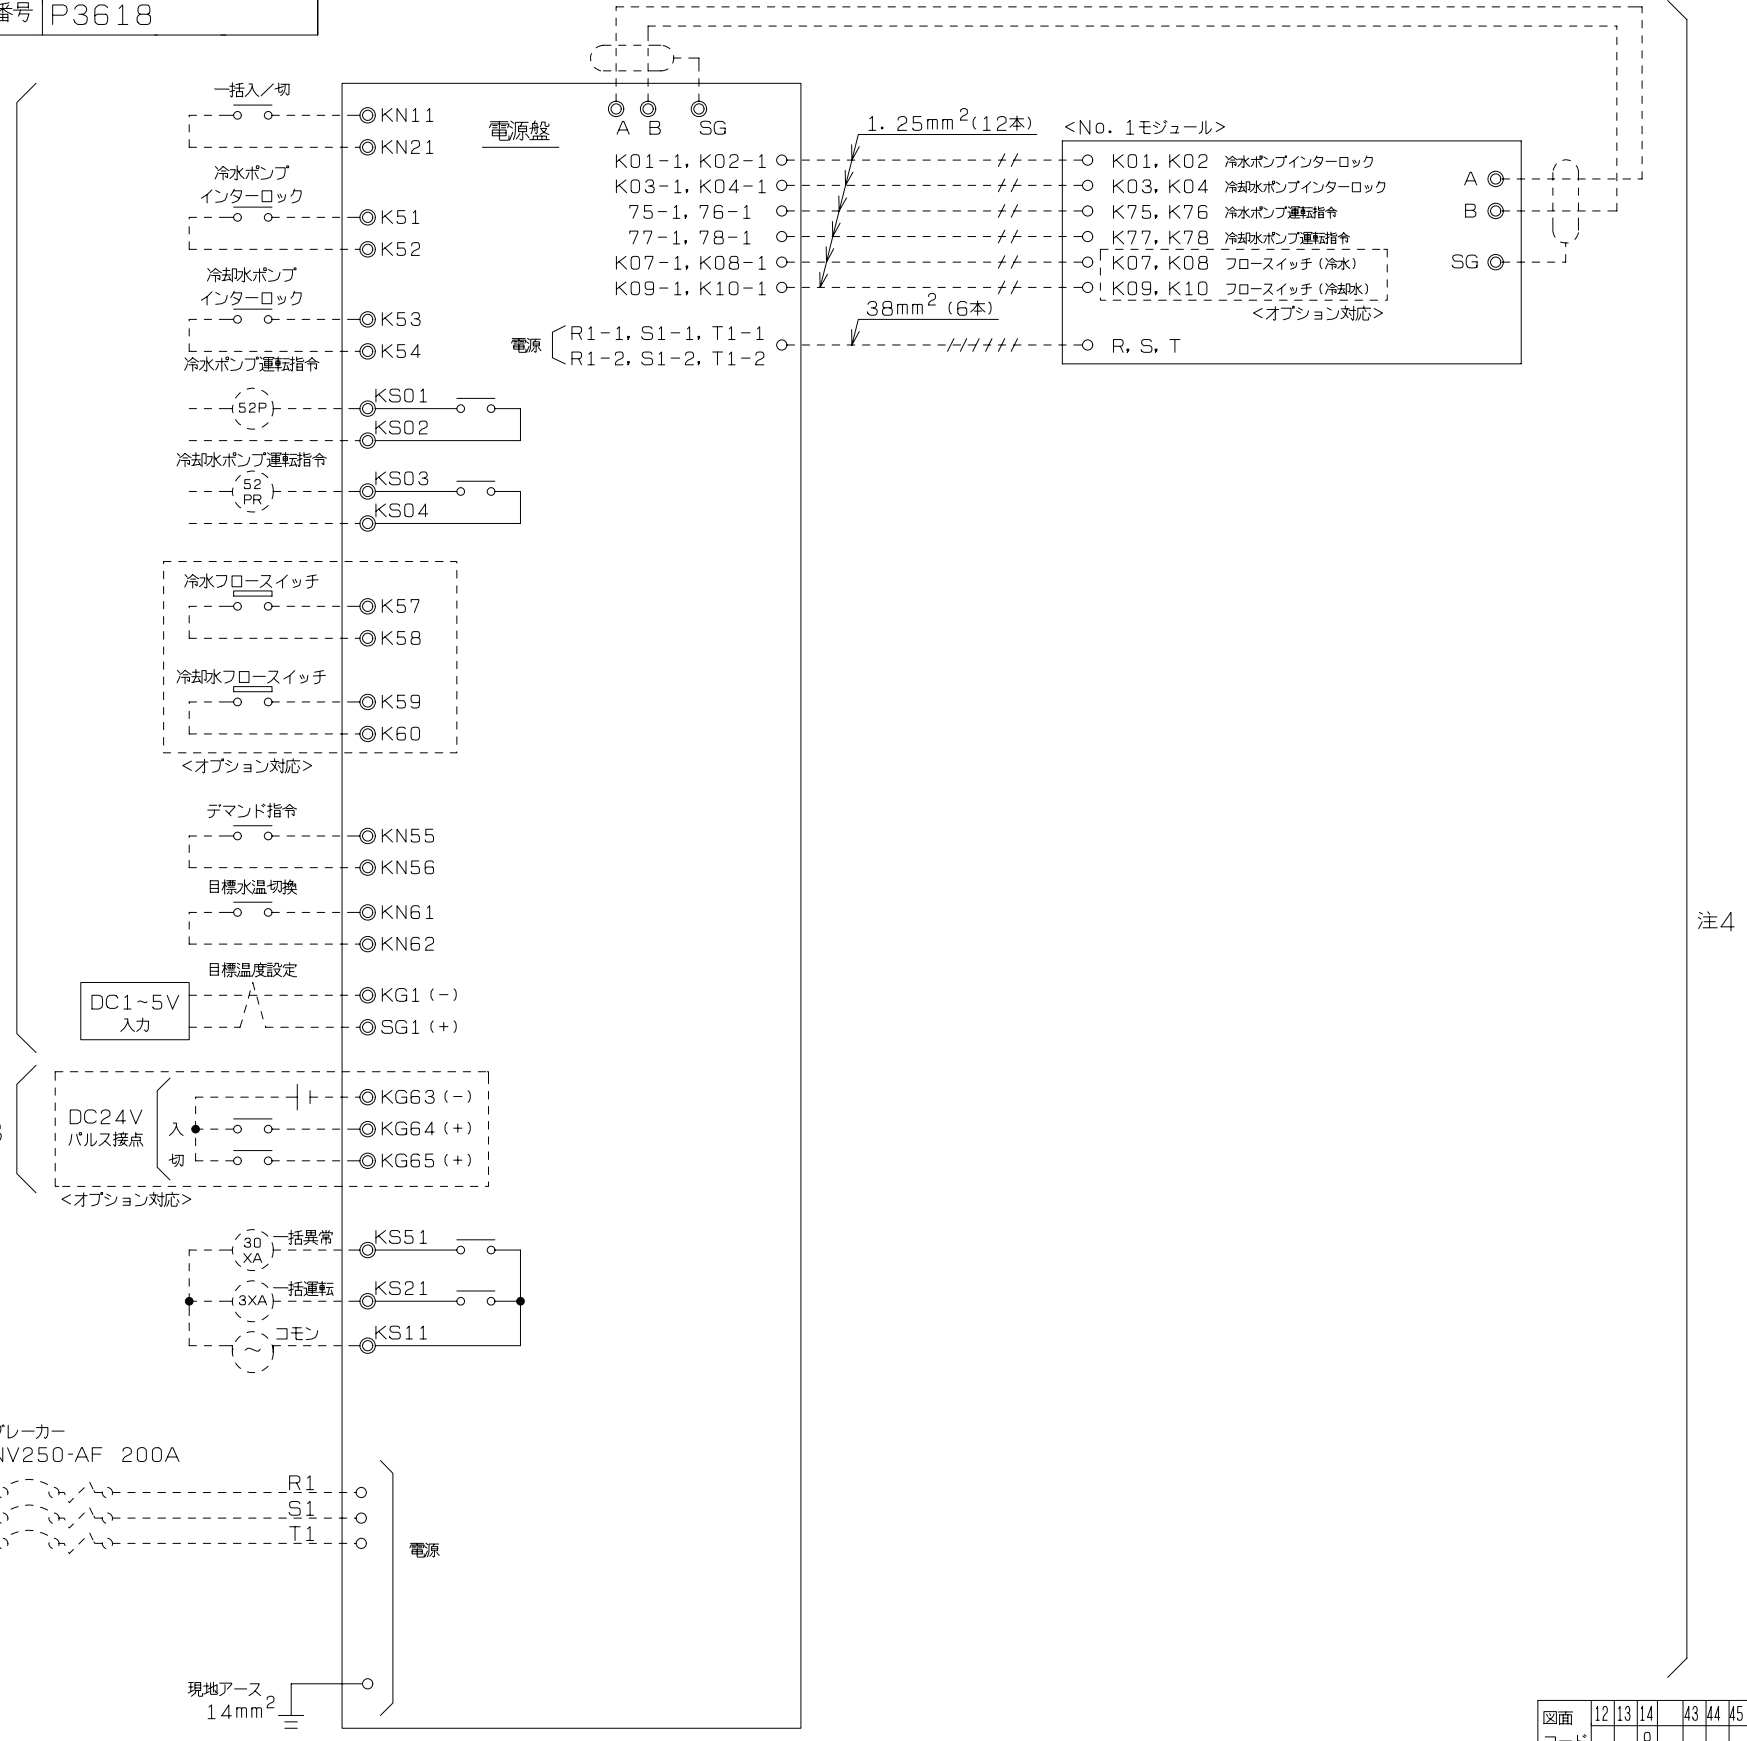 番号 P3618
一括入／切
KN11
KN21
冷水ポンプ
インターロック
K51
K52
冷却水ポンプ
インターロック
K53
K54
冷水ポンプ運転指令
52P
KS01
KS02
冷却水ポンプ運転指令
52
PR
KS03
KS04
冷水フロースイッチ
K57
K58
冷却水フロースイッチ
K59
K60
<オプション対応>
デマンド指令
KN55
KN56
目標水温切換
KN61
KN62
目標温度設定
DC1~5V
入力
KG1 (-)
SG1 (+)
DC24V
パルス接点
入
切
KG63 (-)
KG64 (+)
KG65 (+)
<オプション対応>
30
XA
一括異常
KS51
3XA
一括運転
KS21
~
コモン
KS11
ブレーカー
NV250-AF 200A
R1
S1
T1
電源
現地アース
14mm²
電源盤
A B SG
K01-1, K02-1
K03-1, K04-1
75-1, 76-1
77-1, 78-1
K07-1, K08-1
K09-1, K10-1
電源
R1-1, S1-1, T1-1
R1-2, S1-2, T1-2
1.25mm²(12本)
38mm² (6本)
<No. 1モジュール>
K01, K02 冷水ポンプインターロック
K03, K04 冷却水ポンプインターロック
K75, K76 冷水ポンプ運転指令
K77, K78 冷却水ポンプ運転指令
K07, K08 フロースイッチ (冷水)
K09, K10 フロースイッチ (冷却水)
<オプション対応>
R, S, T
A
B
SG
注4
図面 12 13 14 43 44 45
コード